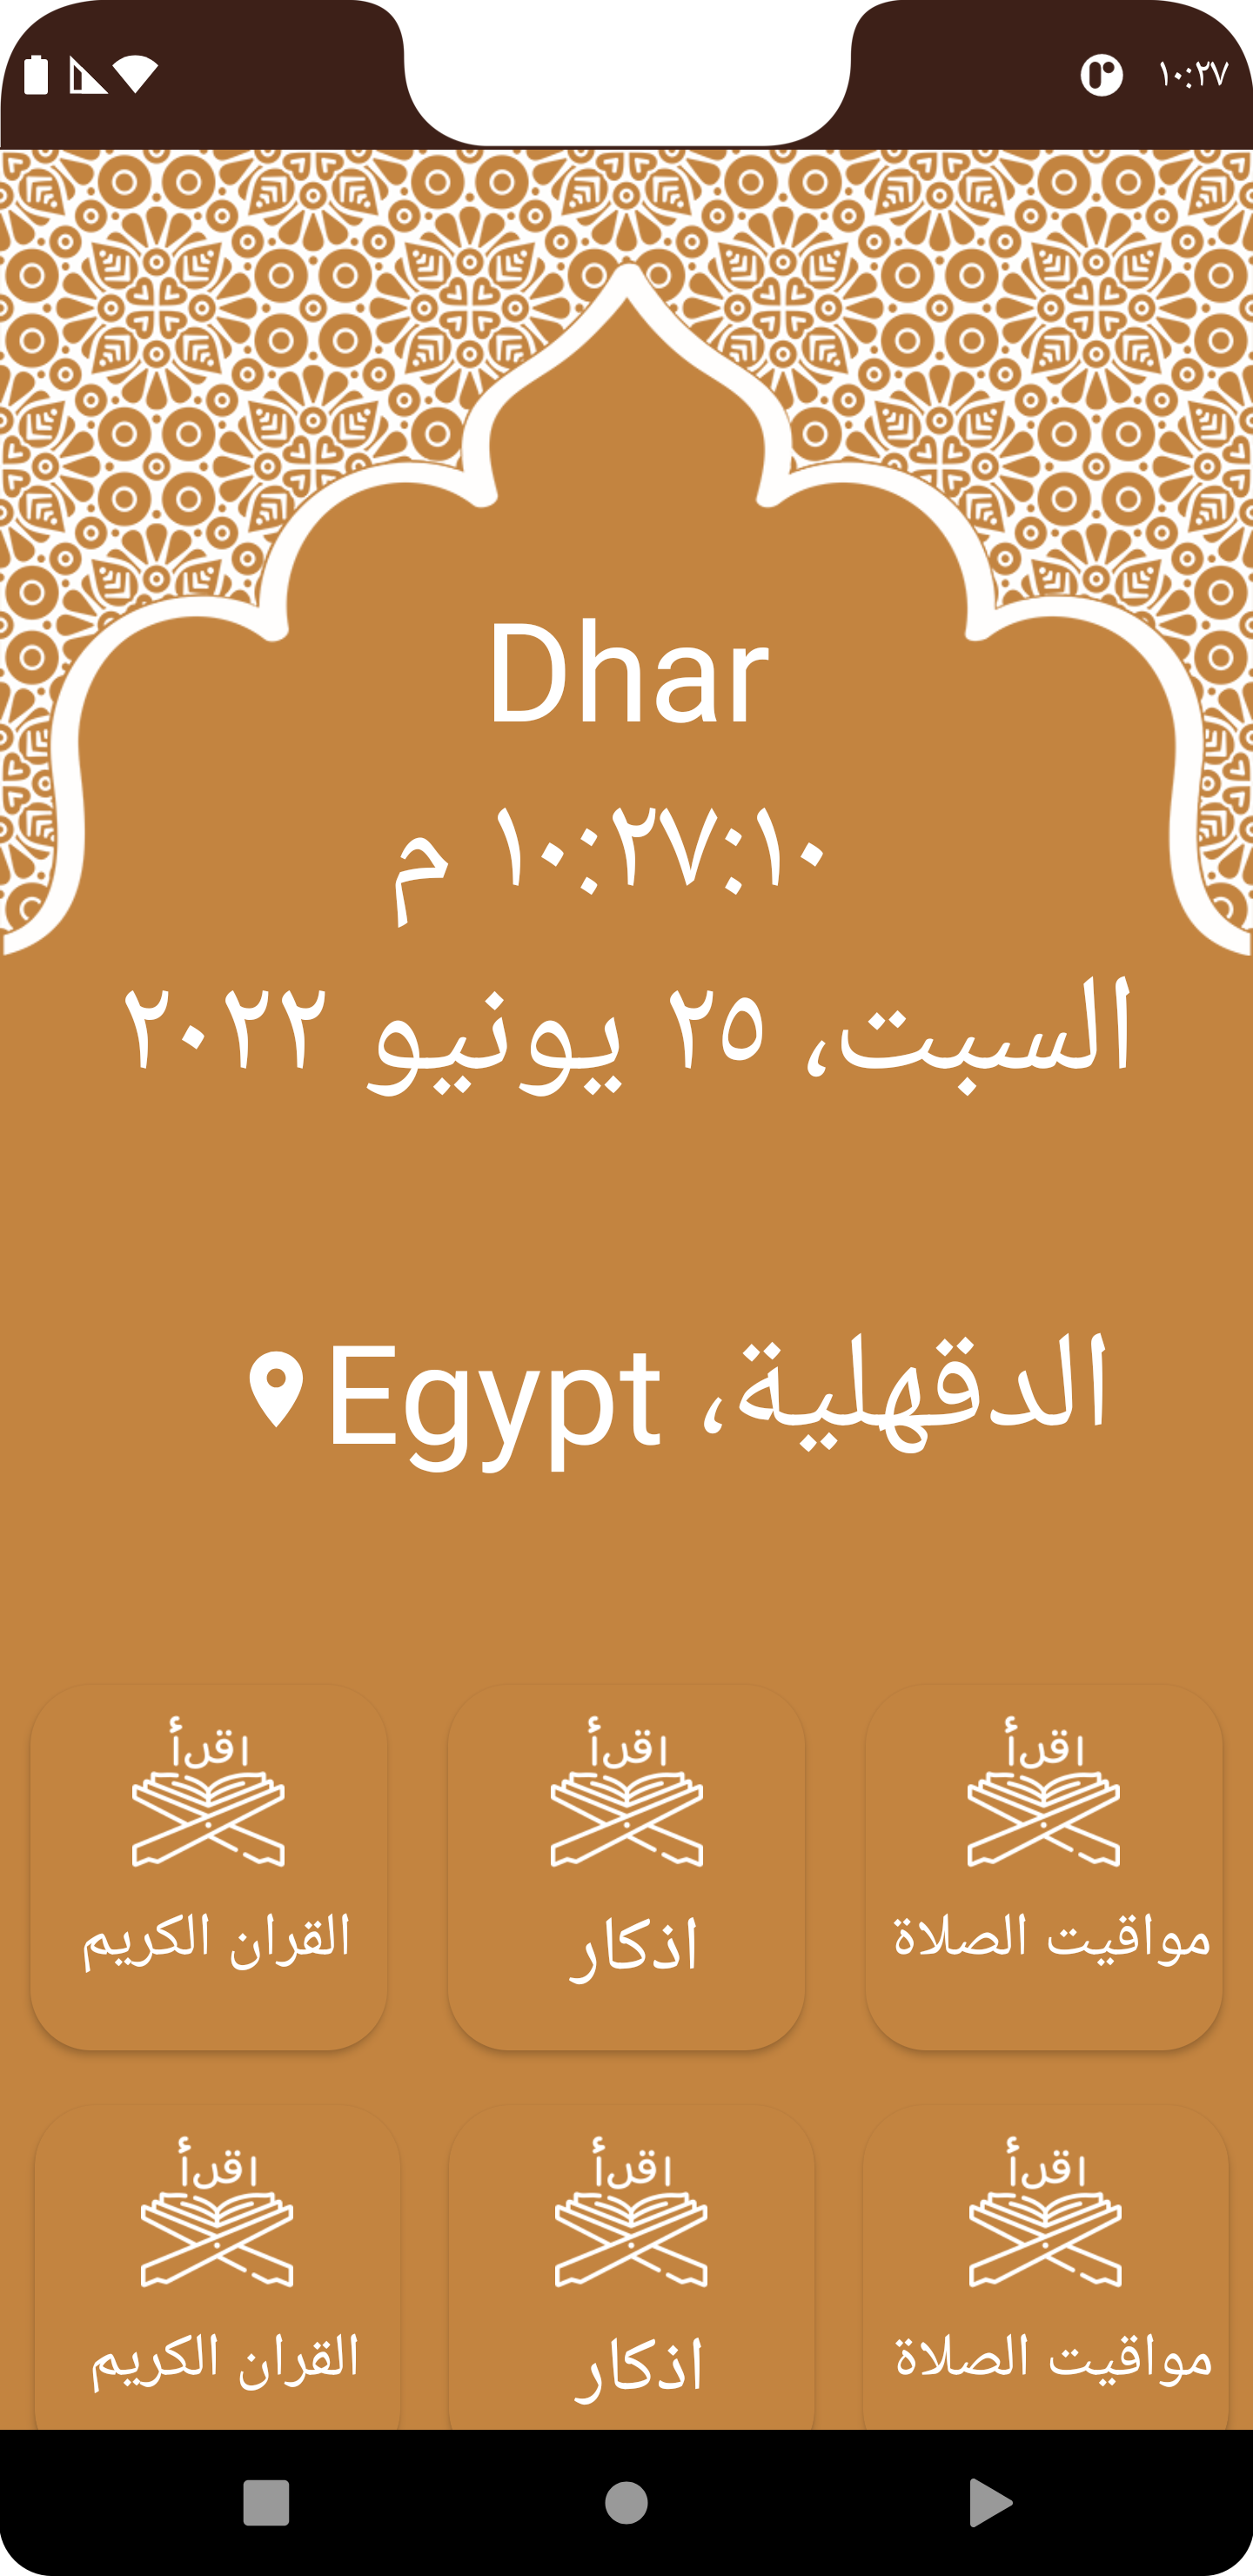 ١٠:٢٧
Dhar
١٠:٢٧:١٠ م
السبت، ٢٥ يونيو ٢٠٢٢
الدقهلية، Egypt
اقرأ
مواقيت الصلاة
اقرأ
اذكار
اقرأ
القران الكريم
اقرأ
مواقيت الصلاة
اقرأ
اذكار
اقرأ
القران الكريم